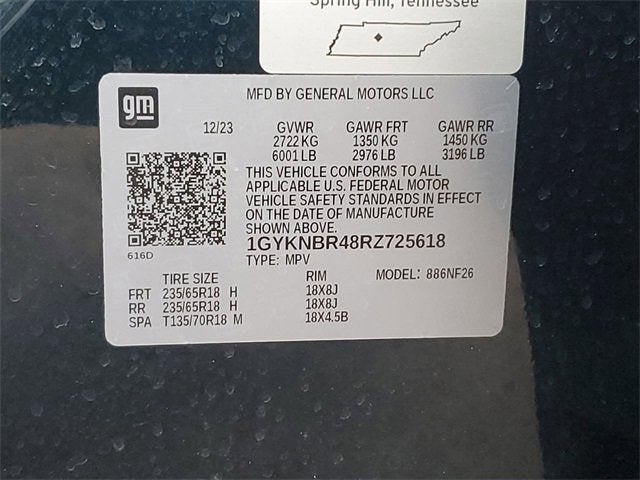 Spring Hill, Tennessee
gm
MFD BY GENERAL MOTORS LLC
12/23 GVWR GAWR FRT GAWR RR
2722 KG 1350 KG 1450 KG
6001 LB 2976 LB 3196 LB
THIS VEHICLE CONFORMS TO ALL
APPLICABLE U.S. FEDERAL MOTOR
VEHICLE SAFETY STANDARDS IN EFFECT
ON THE DATE OF MANUFACTURE
SHOWN ABOVE.
1GYKNBR48RZ725618
616D
TYPE: MPV
TIRE SIZE RIM MODEL: 886NF26
FRT 235/65R18 H 18X8J
RR 235/65R18 H 18X8J
SPA T135/70R18 M 18X4.5B